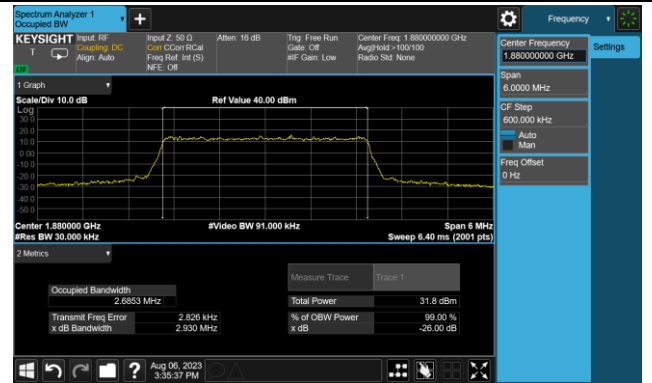 Spectrum Analyzer 1
Occupied BW
Frequency
KEYSIGHT
T
LXI
Input: RF
Coupling: DC
Align: Auto
Input Z: 50 Ω
Corr CCorr RCal
Freq Ref: Int (S)
NFE: Off
Atten: 16 dB
Trig: Free Run
Gate: Off
#IF Gain: Low
Center Freq: 1.880000000 GHz
Avg|Hold:>100/100
Radio Std: None
Center Frequency
1.880000000 GHz
Settings
Span
6.0000 MHz
CF Step
600.000 kHz
Auto
Man
Freq Offset
0 Hz
1 Graph
Scale/Div 10.0 dB
Ref Value 40.00 dBm
Log
30.0
20.0
10.0
0.00
-10.0
-20.0
-30.0
-40.0
-50.0
Center 1.880000 GHz
#Video BW 91.000 kHz
Span 6 MHz
#Res BW 30.000 kHz
Sweep 6.40 ms (2001 pts)
2 Metrics
Measure Trace
Trace 1
Occupied Bandwidth
2.6853 MHz
Total Power
31.8 dBm
Transmit Freq Error
2.826 kHz
% of OBW Power
99.00 %
x dB Bandwidth
2.930 MHz
x dB
-26.00 dB
Aug 06, 2023
3:35:37 PM